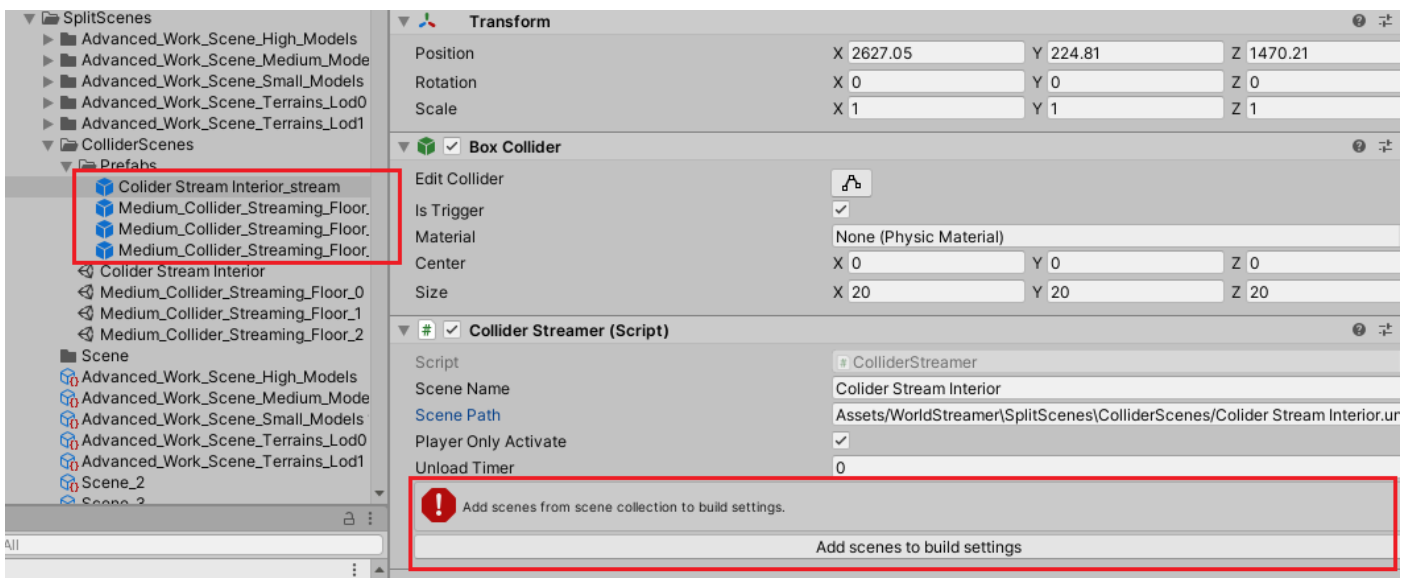 SplitScenes
Advanced_Work_Scene_High_Models
Advanced_Work_Scene_Medium_Mode
Advanced_Work_Scene_Small_Models
Advanced_Work_Scene_Terrains_Lod0
Advanced_Work_Scene_Terrains_Lod1
ColliderScenes
Prefabs
Colider Stream Interior_stream
Medium_Collider_Streaming_Floor_
Medium_Collider_Streaming_Floor_
Medium_Collider_Streaming_Floor_
Colider Stream Interior
Medium_Collider_Streaming_Floor_0
Medium_Collider_Streaming_Floor_1
Medium_Collider_Streaming_Floor_2
Scene
Advanced_Work_Scene_High_Models
Advanced_Work_Scene_Medium_Mode
Advanced_Work_Scene_Small_Models
Advanced_Work_Scene_Terrains_Lod0
Advanced_Work_Scene_Terrains_Lod1
Scene_2
Scene_3
All
Transform
Position X 2627.05 Y 224.81 Z 1470.21
Rotation X 0 Y 0 Z 0
Scale X 1 Y 1 Z 1
Box Collider
Edit Collider
Is Trigger
Material None (Physic Material)
Center X 0 Y 0 Z 0
Size X 20 Y 20 Z 20
# Collider Streamer (Script)
Script # ColliderStreamer
Scene Name Colider Stream Interior
Scene Path Assets/WorldStreamer\SplitScenes\ColliderScenes/Colider Stream Interior.un
Player Only Activate
Unload Timer 0
Add scenes from scene collection to build settings.
Add scenes to build settings